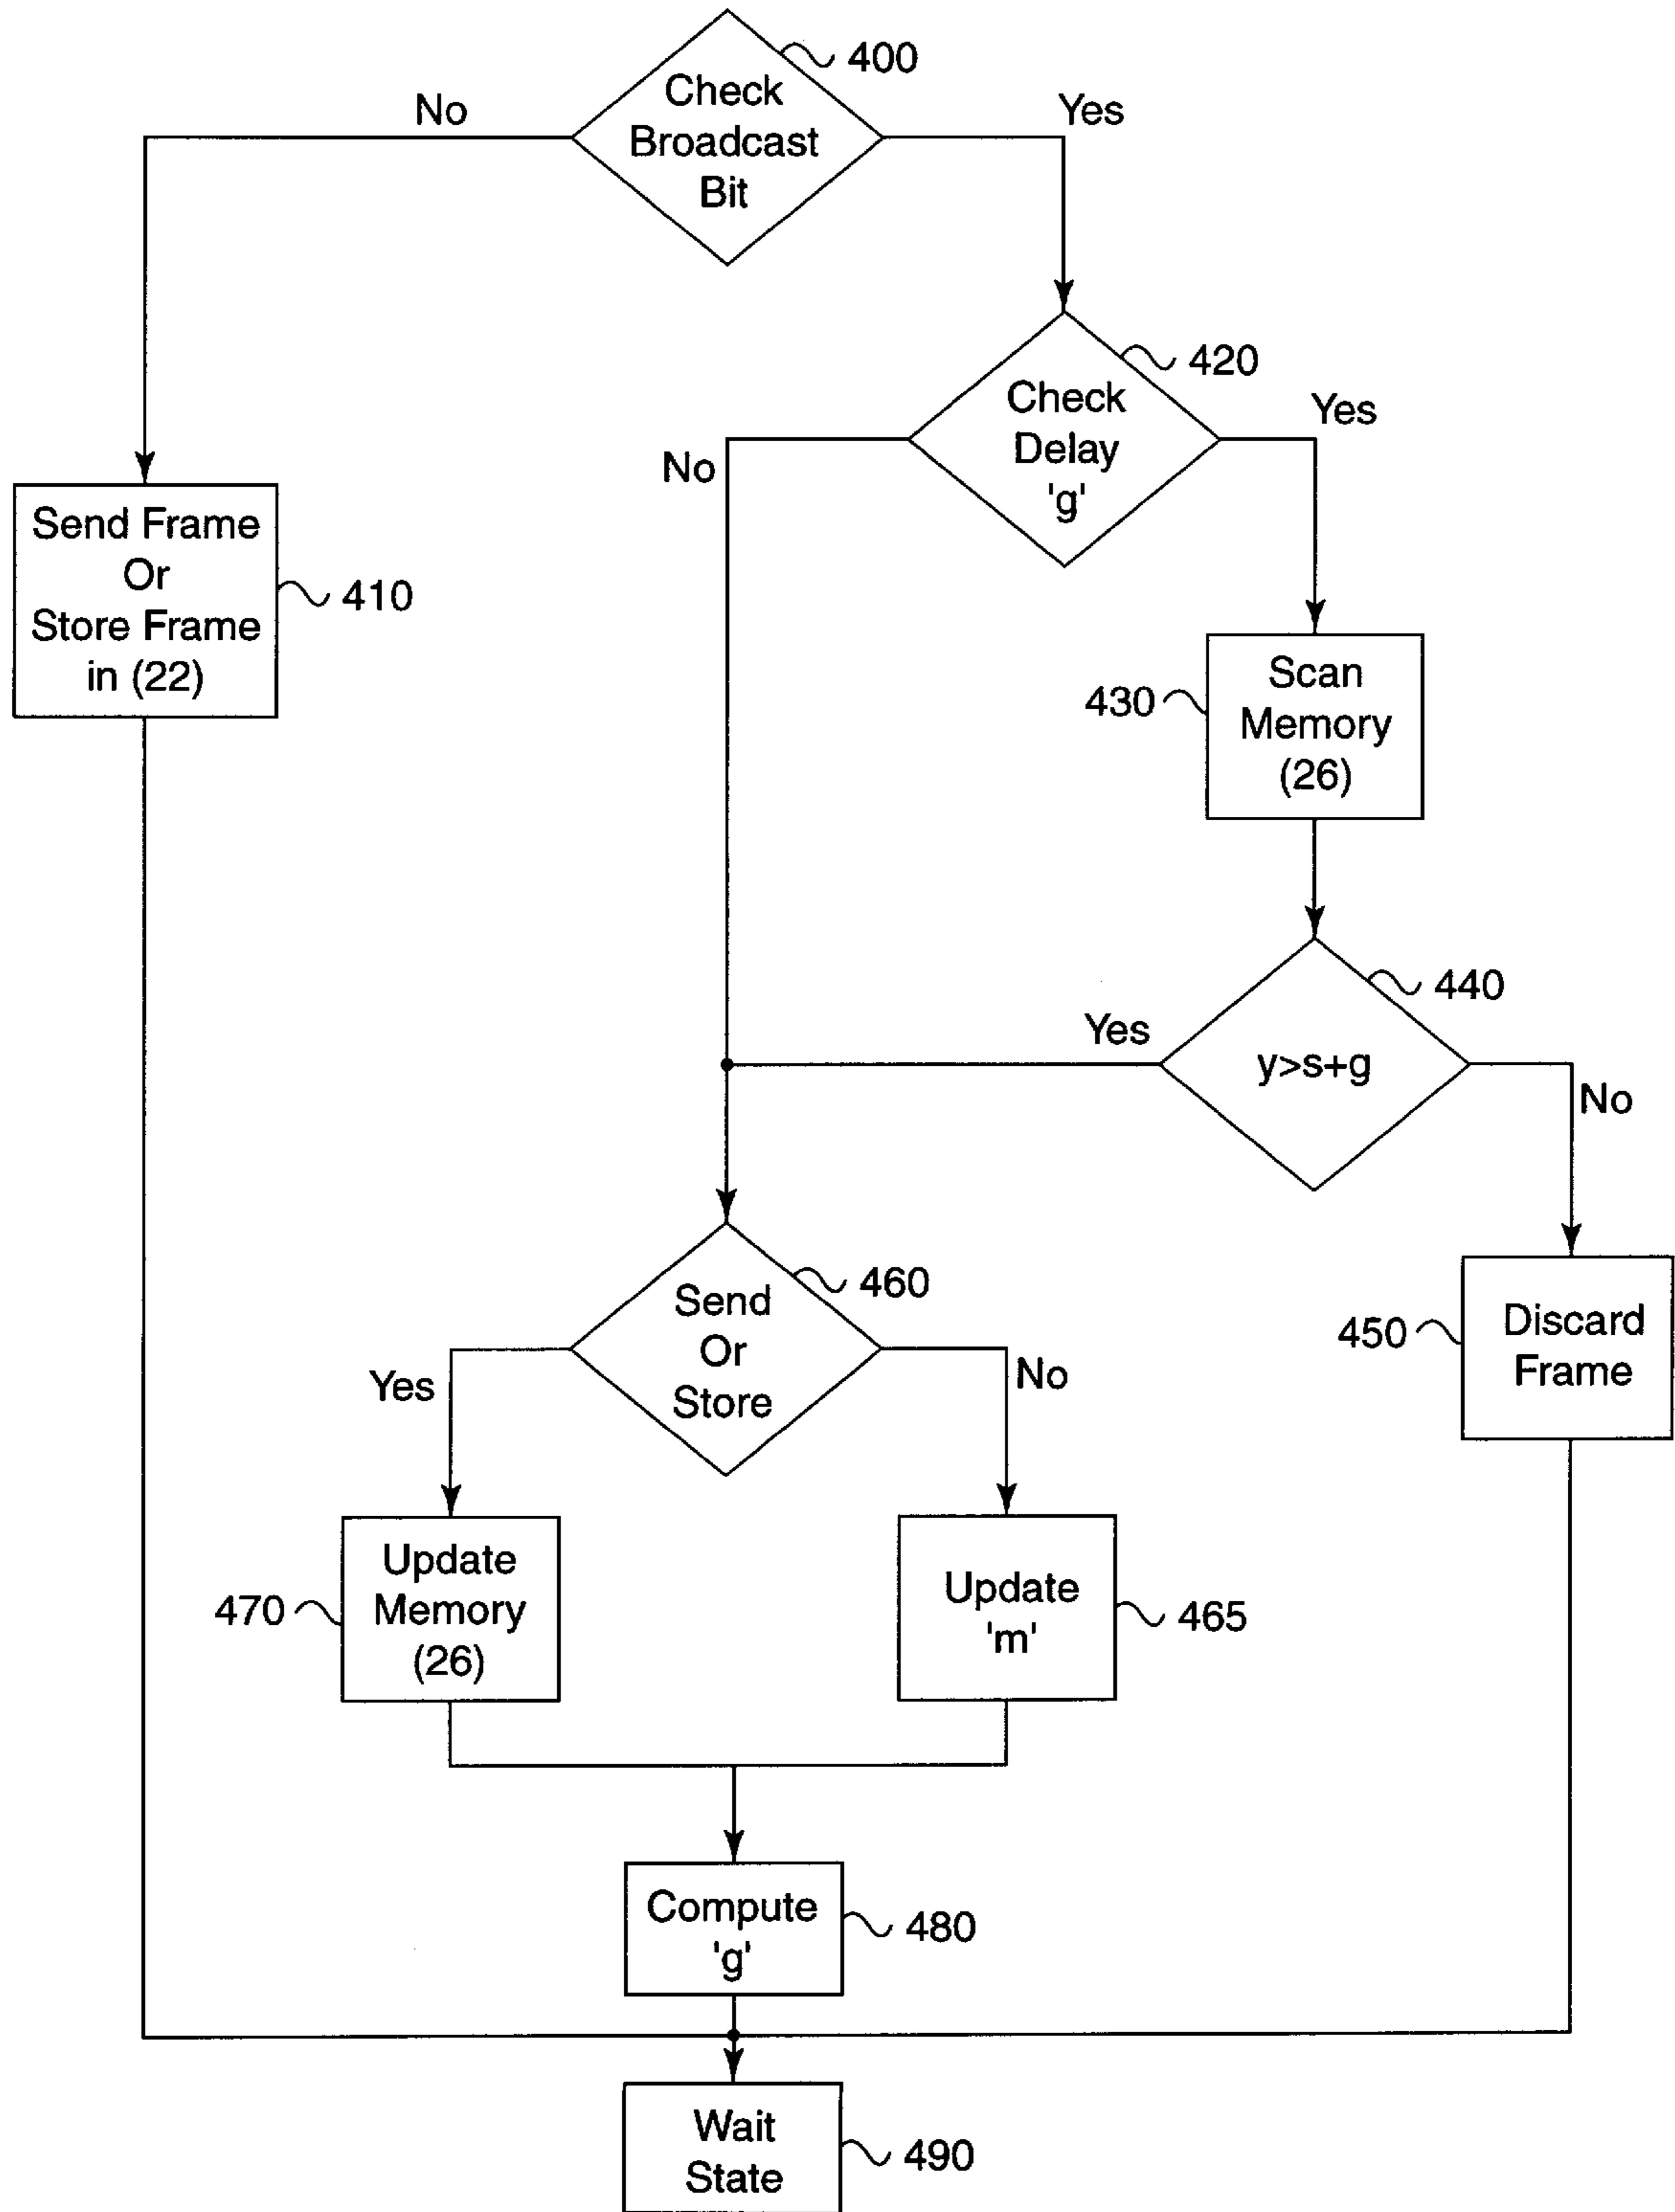 400
Check
Broadcast
Bit
No
Yes
420
Check
Delay
'g'
No
Yes
Send Frame
Or
Store Frame
in (22)
410
430
Scan
Memory
(26)
440
y>s+g
Yes
No
460
Send
Or
Store
Yes
No
450
Discard
Frame
470
Update
Memory
(26)
Update
'm'
465
Compute
'g'
480
Wait
State
490